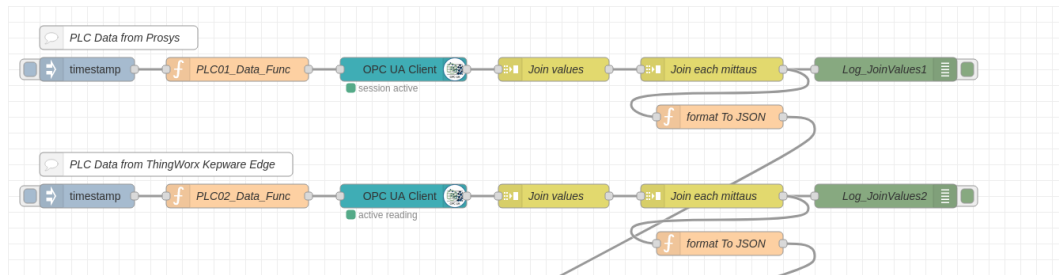 PLC Data from Prosys
timestamp PLC01_Data_Func OPC UA Client Join values Join each mittaus Log_JoinValues1
session active
format To JSON
PLC Data from ThingWorx Kepware Edge
timestamp PLC02_Data_Func OPC UA Client Join values Join each mittaus Log_JoinValues2
active reading
format To JSON